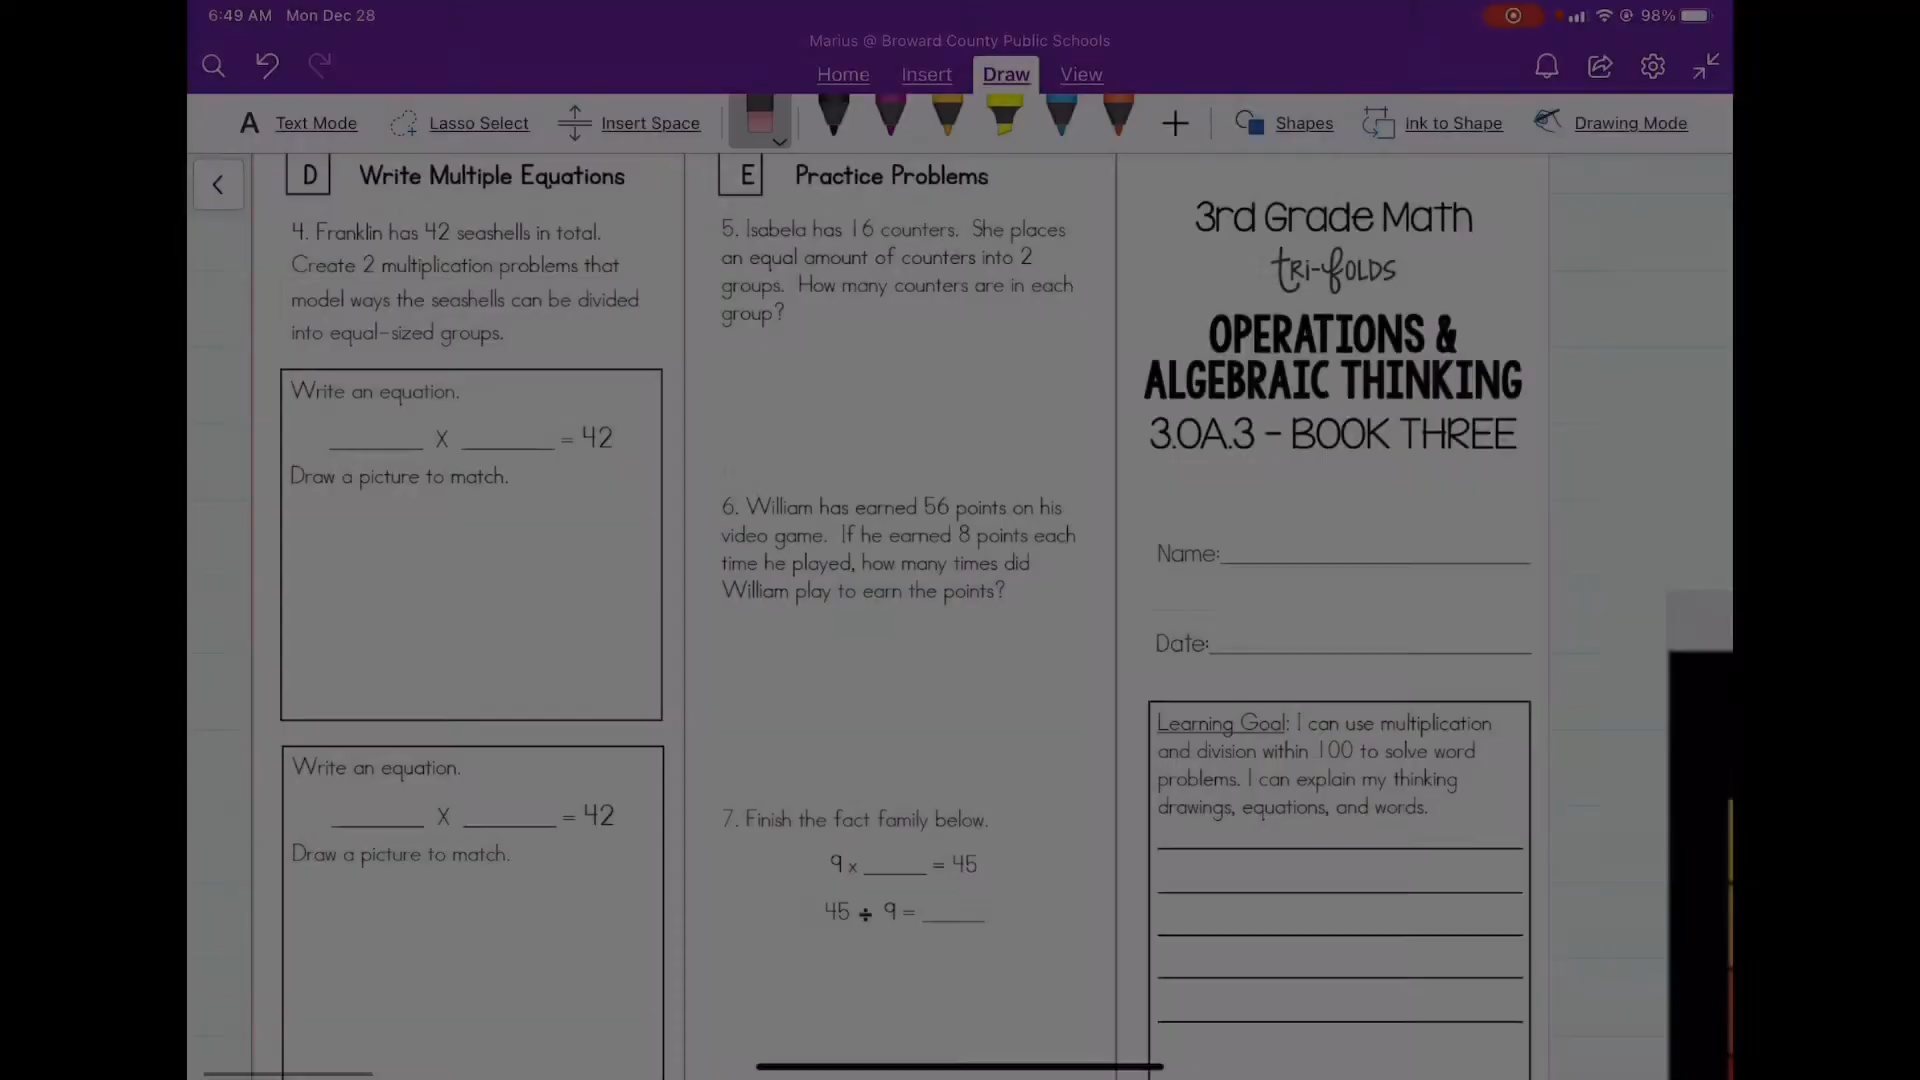 6:49 AM Mon Dec 28
98%
Marius @ Broward County Public Schools
Home Insert Draw View
A Text Mode Lasso Select Insert Space Shapes Ink to Shape Drawing Mode
D Write Multiple Equations
4. Franklin has 42 seashells in total.
Create 2 multiplication problems that
model ways the seashells can be divided
into equal-sized groups.
Write an equation.
______ X ______ = 42
Draw a picture to match.
Write an equation.
______ X ______ = 42
Draw a picture to match.
E Practice Problems
5. Isabela has 16 counters. She places
an equal amount of counters into 2
groups. How many counters are in each
group?
6. William has earned 56 points on his
video game. If he earned 8 points each
time he played, how many times did
William play to earn the points?
7. Finish the fact family below.
9 x _____ = 45
45 ÷ 9 = _____
3rd Grade Math
TRI-FOLDS
OPERATIONS &
ALGEBRAIC THINKING
3.OA.3 - BOOK THREE
Name:
Date:
Learning Goal: I can use multiplication
and division within 100 to solve word
problems. I can explain my thinking
drawings, equations, and words.